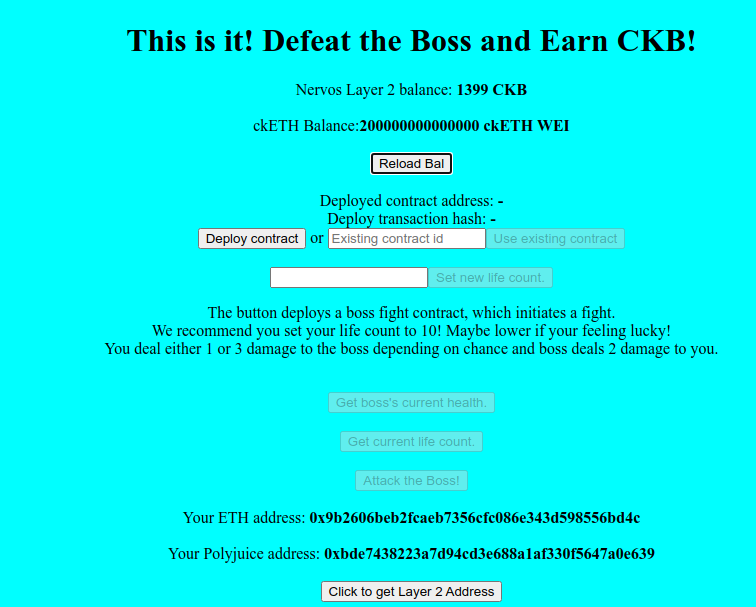 This is it! Defeat the Boss and Earn CKB!
Nervos Layer 2 balance: 1399 CKB
ckETH Balance:200000000000000 ckETH WEI
Reload Bal
Deployed contract address: -
Deploy transaction hash: -
Deploy contract or Existing contract id Use existing contract
Set new life count.
The button deploys a boss fight contract, which initiates a fight.
We recommend you set your life count to 10! Maybe lower if your feeling lucky!
You deal either 1 or 3 damage to the boss depending on chance and boss deals 2 damage to you.
Get boss's current health.
Get current life count.
Attack the Boss!
Your ETH address: 0x9b2606beb2fcaeb7356cfc086e343d598556bd4c
Your Polyjuice address: 0xbde7438223a7d94cd3e688a1af330f5647a0e639
Click to get Layer 2 Address